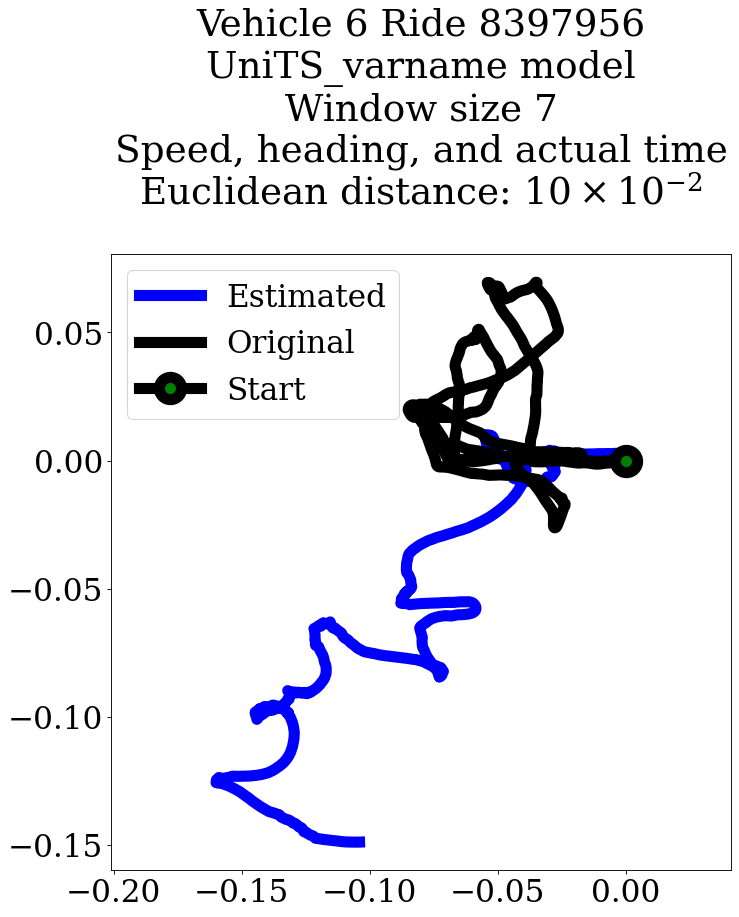 Vehicle 6 Ride 8397956
UniTS_varname model
Window size 7
Speed, heading, and actual time
Euclidean distance: $10 \times 10^{-2}$
Estimated
Original
Start
0.05
0.00
−0.05
−0.10
−0.15
−0.20 −0.15 −0.10 −0.05 0.00